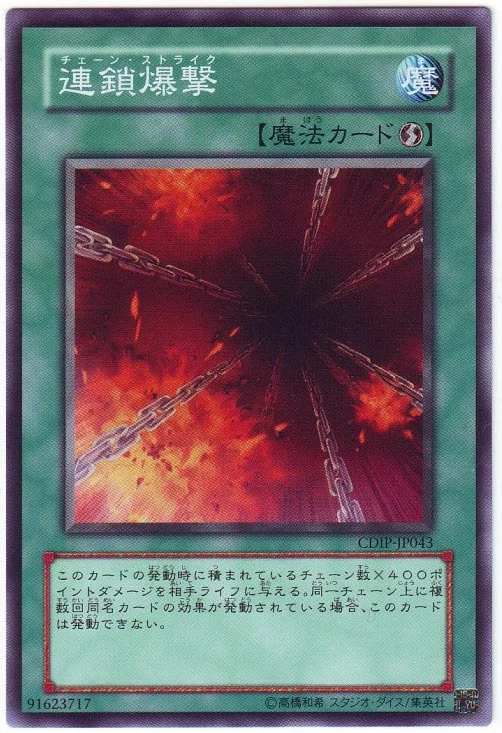 チェーン・ストライク
連鎖爆撃
魔
まほう
【魔法カード】
CDIP-JP043
このカードの発動時に積まれているチェーン数×400ポ
イントダメージを相手ライフに与える。同一チェーン上に複
数回同名カードの効果が発動されている場合、このカード
は発動できない。
91623717
©高橋和希 スタジオ・ダイス/集英社